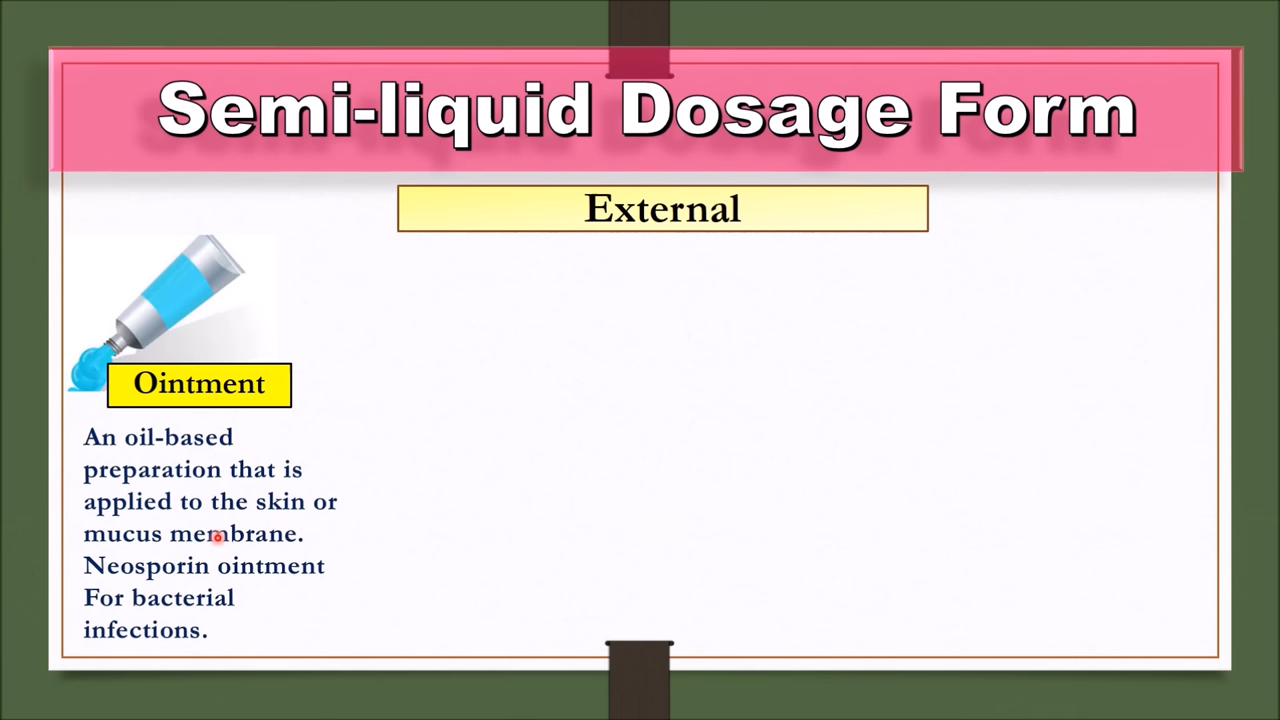 Semi-liquid Dosage Form
External
Ointment
An oil-based
preparation that is
applied to the skin or
mucus membrane.
Neosporin ointment
For bacterial
infections.